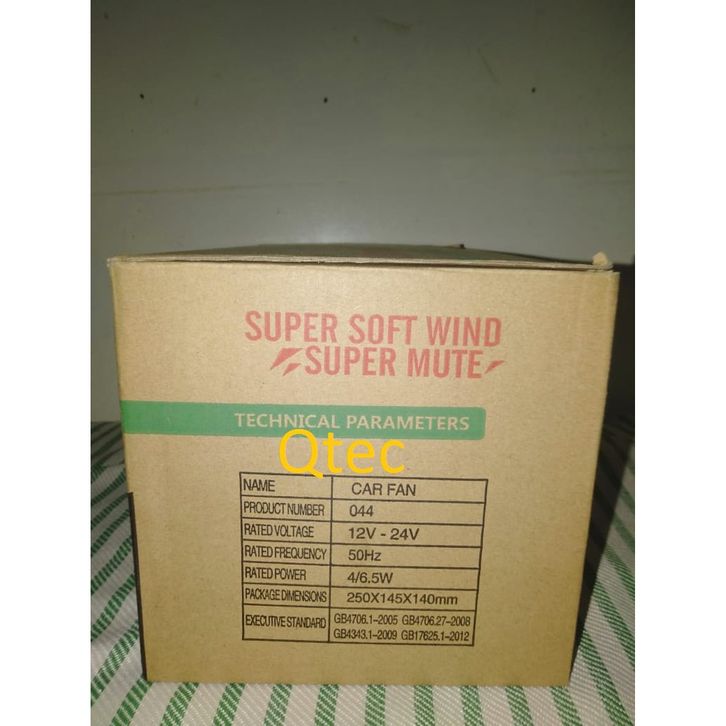 SUPER SOFT WIND
SUPER MUTE
TECHNICAL PARAMETERS
Qtec
NAME CAR FAN
PRODUCT NUMBER 044
RATED VOLTAGE 12V - 24V
RATED FREQUENCY 50Hz
RATED POWER 4/6.5W
PACKAGE DIMENSIONS 250X145X140mm
EXECUTIVE STANDARD GB4706.1-2005 GB4706.27-2008
GB4343.1-2009 GB17625.1-2012